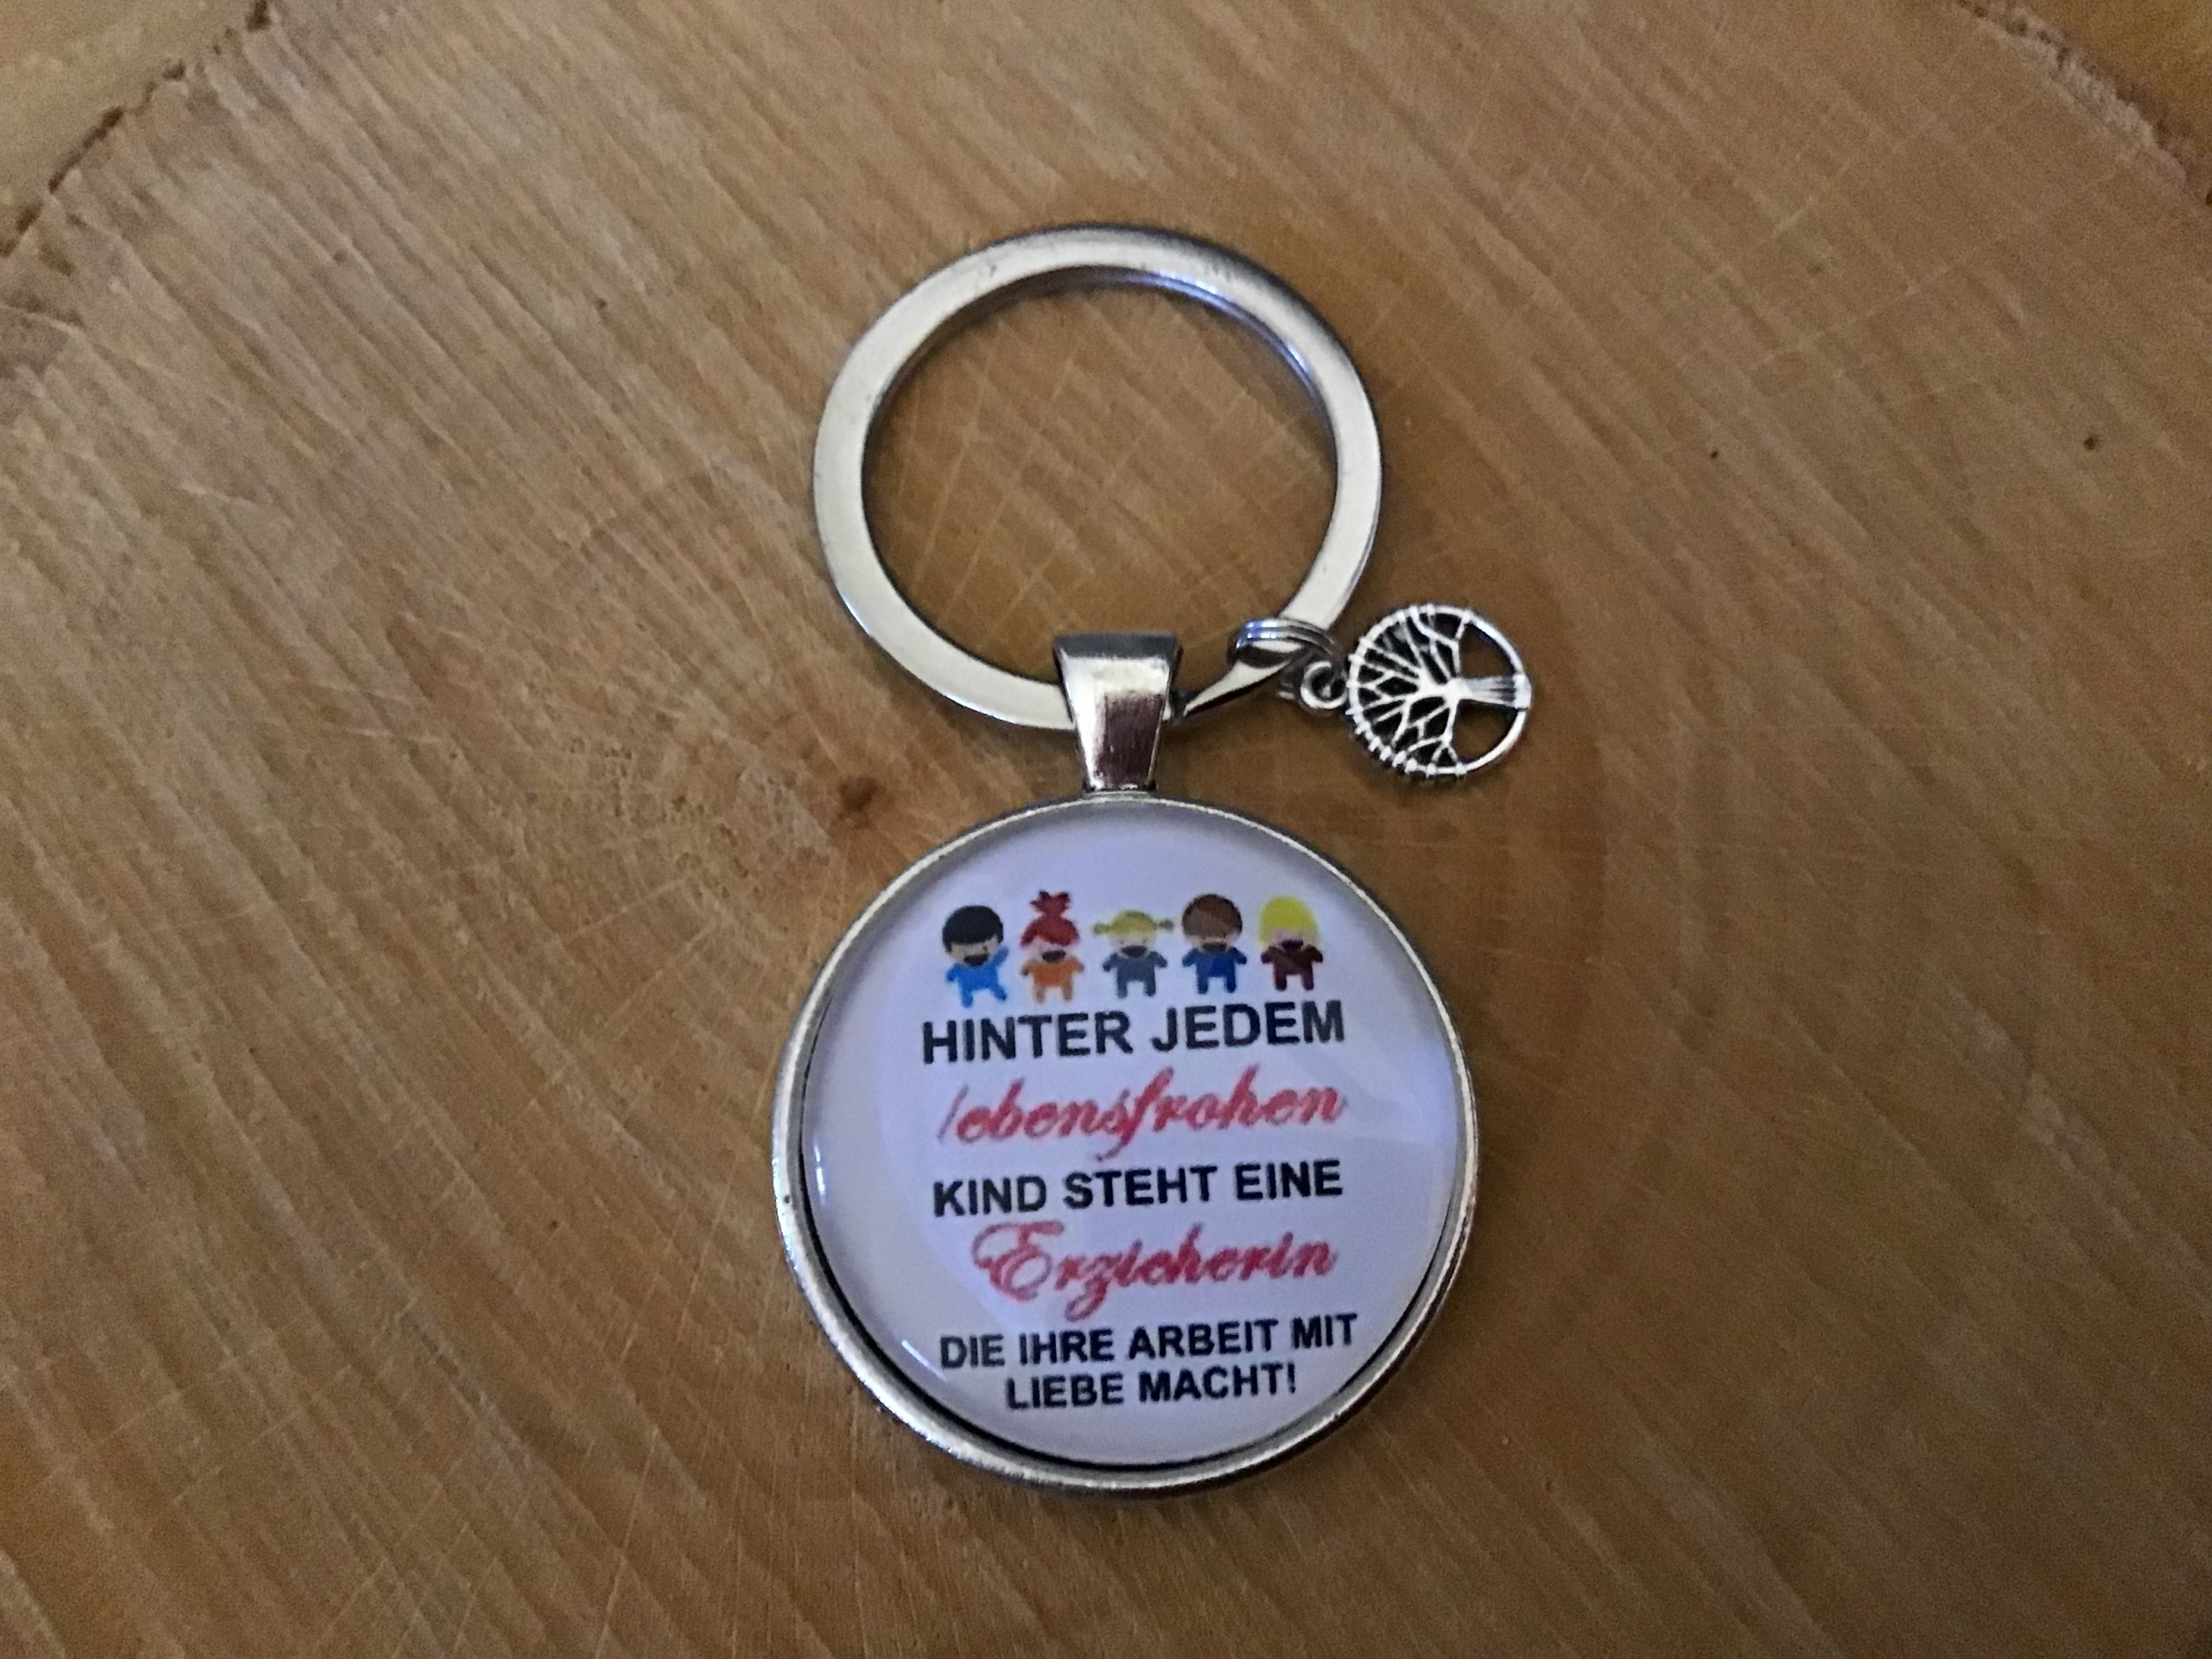 HINTER JEDEM
lebensfrohen
KIND STEHT EINE
Erzieherin
DIE IHRE ARBEIT MIT
LIEBE MACHT!